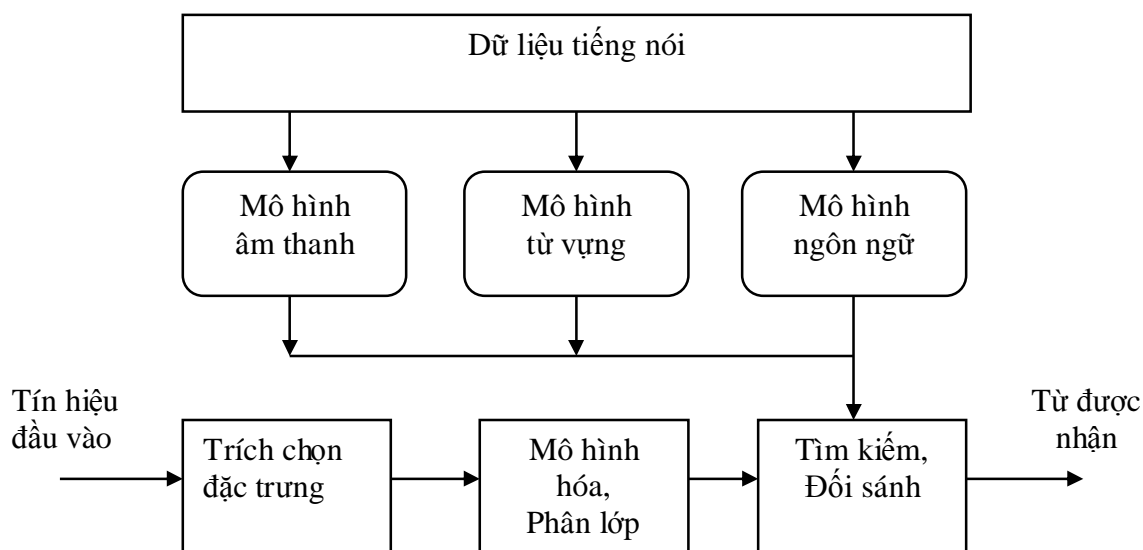 Dữ liệu tiếng nói
Mô hình
âm thanh
Mô hình
từ vựng
Mô hình
ngôn ngữ
Tín hiệu
đầu vào
Trích chọn
đặc trưng
Mô hình
hóa,
Phân lớp
Tìm kiếm,
Đối sánh
Từ được
nhận